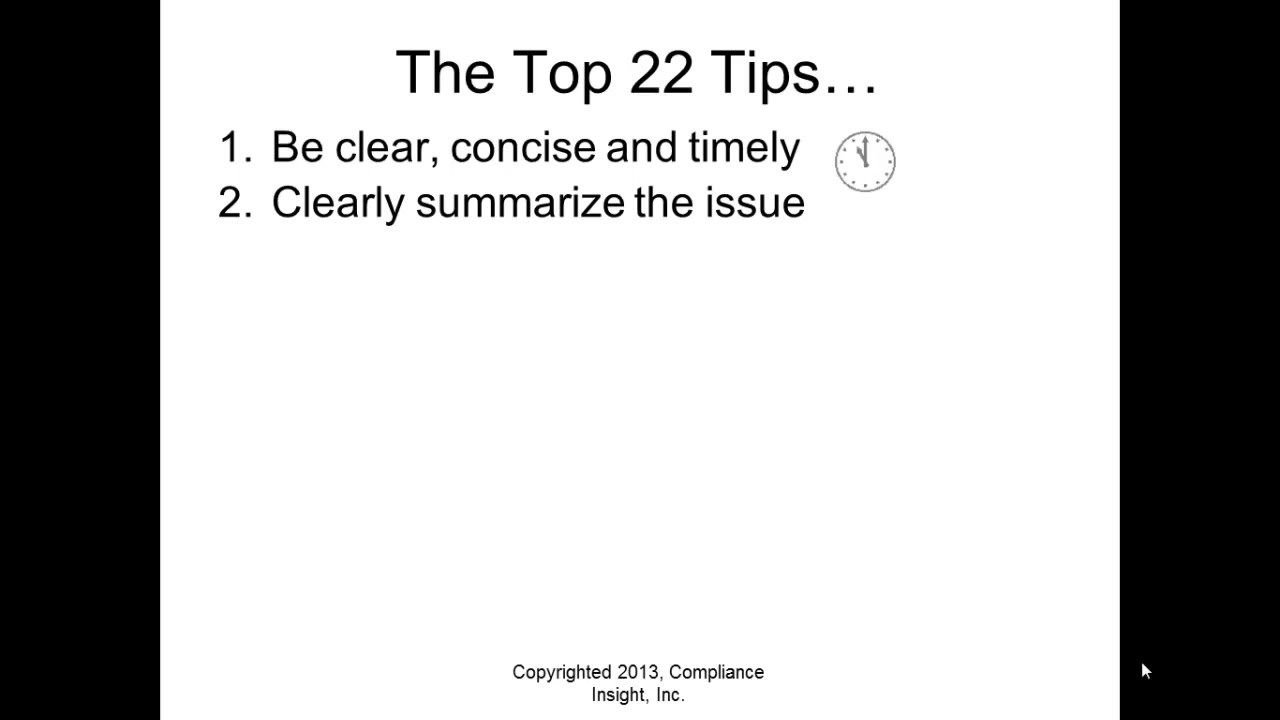 The Top 22 Tips…
1. Be clear, concise and timely
2. Clearly summarize the issue
Copyrighted 2013, Compliance
Insight, Inc.